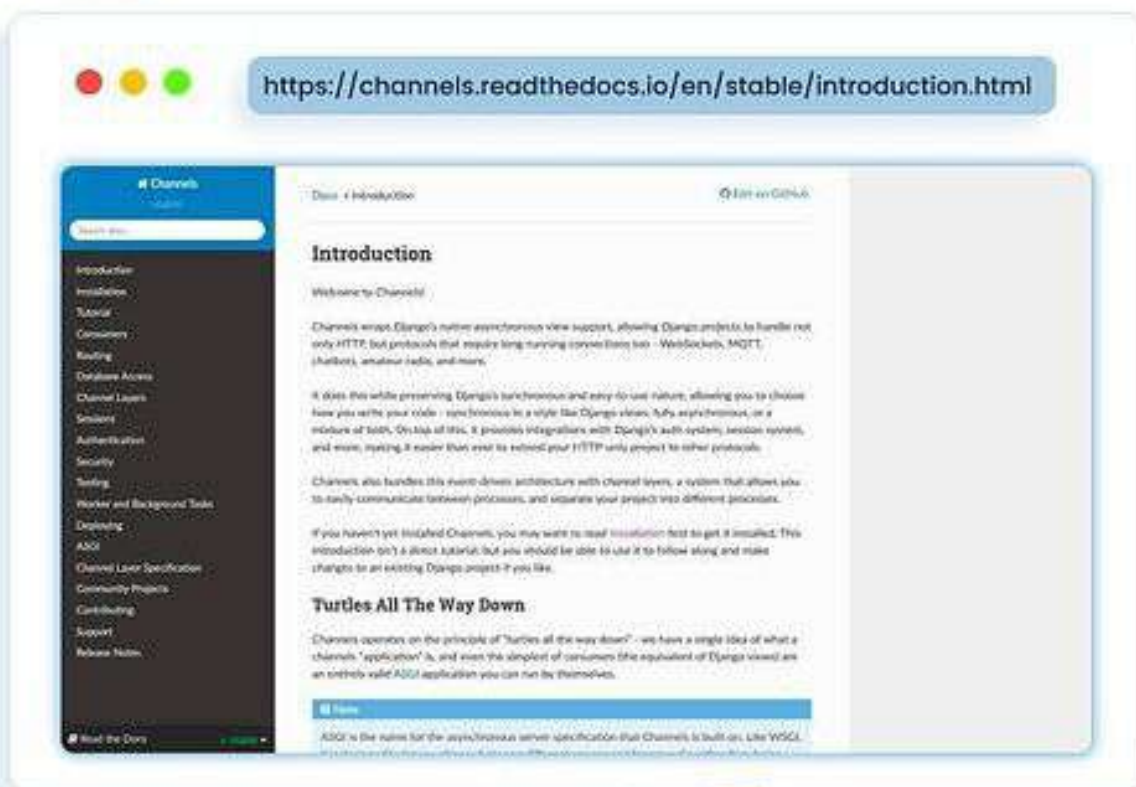 https://channels.readthedocs.io/en/stable/introduction.html
Channels
stable
Search docs
Introduction
Installation
Tutorial
Consumers
Routing
Database Access
Channel Layers
Sessions
Authentication
Security
Testing
Worker and Background Tasks
Deploying
ASGI
Channel Layer Specification
Community Projects
Contributing
Support
Release Notes
Read the Docs
Docs » Introduction
Edit on GitHub
Introduction
Welcome to Channels!
Channels wraps Django's native asynchronous view support, allowing Django projects to handle not
only HTTP, but protocols that require long-running connections too - WebSockets, MQTT,
chatbots, amateur radio, and more.
It does this while preserving Django's synchronous and easy-to-use nature, allowing you to choose
how you write your code - synchronous in a style like Django views, fully asynchronous, or a
mixture of both. On top of this, it provides integrations with Django's auth system, session system,
and more, making it easier than ever to extend your HTTP-only project to other protocols.
Channels also bundles this event-driven architecture with channel layers, a system that allows you
to easily communicate between processes, and separate your project into different processes.
If you haven't yet installed Channels, you may want to read Installation first to get it installed. This
introduction isn't a direct tutorial, but you should be able to use it to follow along and make
changes to an existing Django project if you like.
Turtles All The Way Down
Channels operates on the principle of "turtles all the way down" - we have a single idea of what a
channels "application" is, and even the simplest of consumers (the equivalent of Django views) are
an entirely valid ASGI application you can run by themselves.
Note
ASGI is the name for the asynchronous server specification that Channels is built on. Like WSGI,